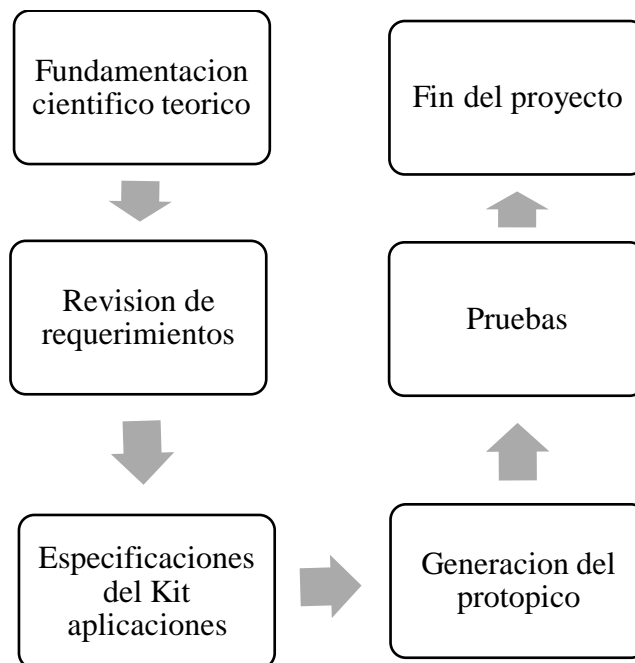 Fundamentacion
cientifico teorico
Revision de
requerimientos
Especificaciones
del Kit
aplicaciones
Generacion del
protopico
Pruebas
Fin del proyecto